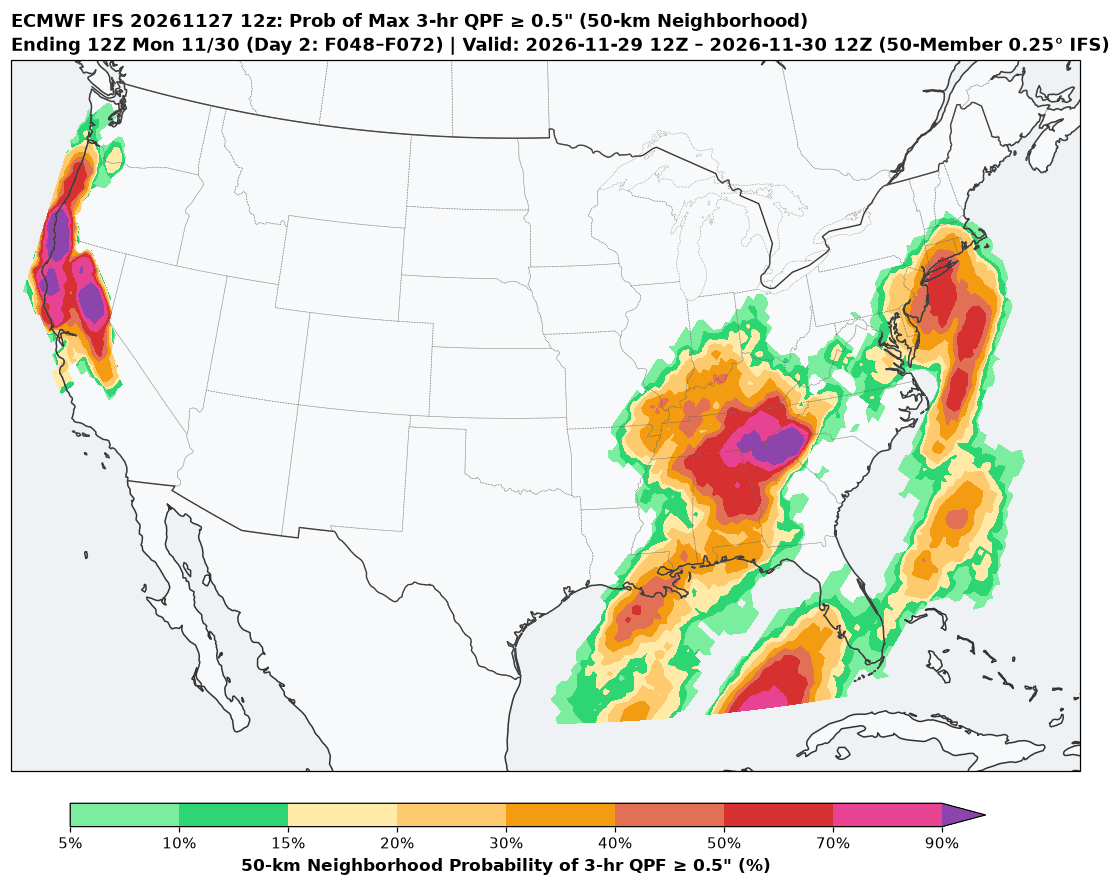 ECMWF IFS 20261127 12z: Prob of Max 3-hr QPF ≥ 0.5" (50-km Neighborhood)
Ending 12Z Mon 11/30 (Day 2: F048–F072) | Valid: 2026-11-29 12Z – 2026-11-30 12Z (50-Member 0.25° IFS)
5% 10% 15% 20% 30% 40% 50% 70% 90%
50-km Neighborhood Probability of 3-hr QPF ≥ 0.5" (%)